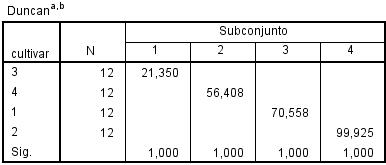 Duncan a,b
cultivar N Subconjunto
1 2 3 4
3 12 21,350
4 12 56,408
1 12 70,558
2 12 99,925
Sig. 1,000 1,000 1,000 1,000